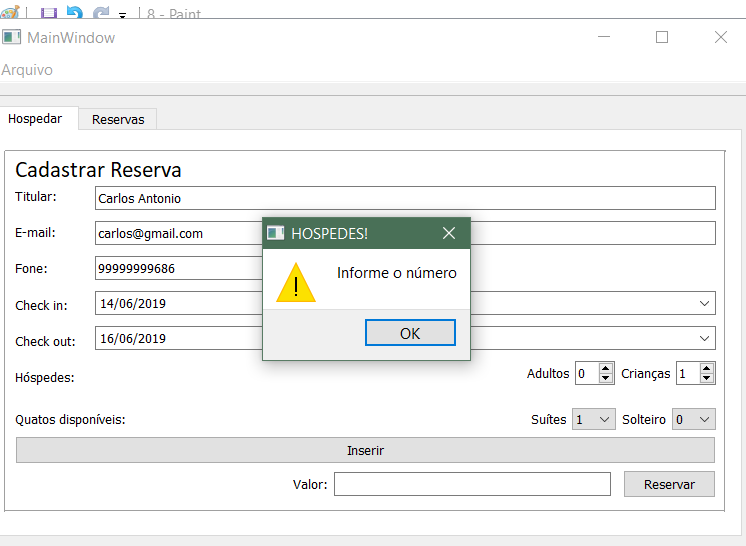 8 - Paint
MainWindow
Arquivo
Hospedar Reservas
Cadastrar Reserva
Titular: Carlos Antonio
E-mail: carlos@gmail.com
HOSPEDES!
Fone: 99999999686
Informe o número
Check in: 14/06/2019
OK
Check out: 16/06/2019
Hóspedes: Adultos 0 Crianças 1
Quatos disponíveis: Suítes 1 Solteiro 0
Inserir
Valor: Reservar